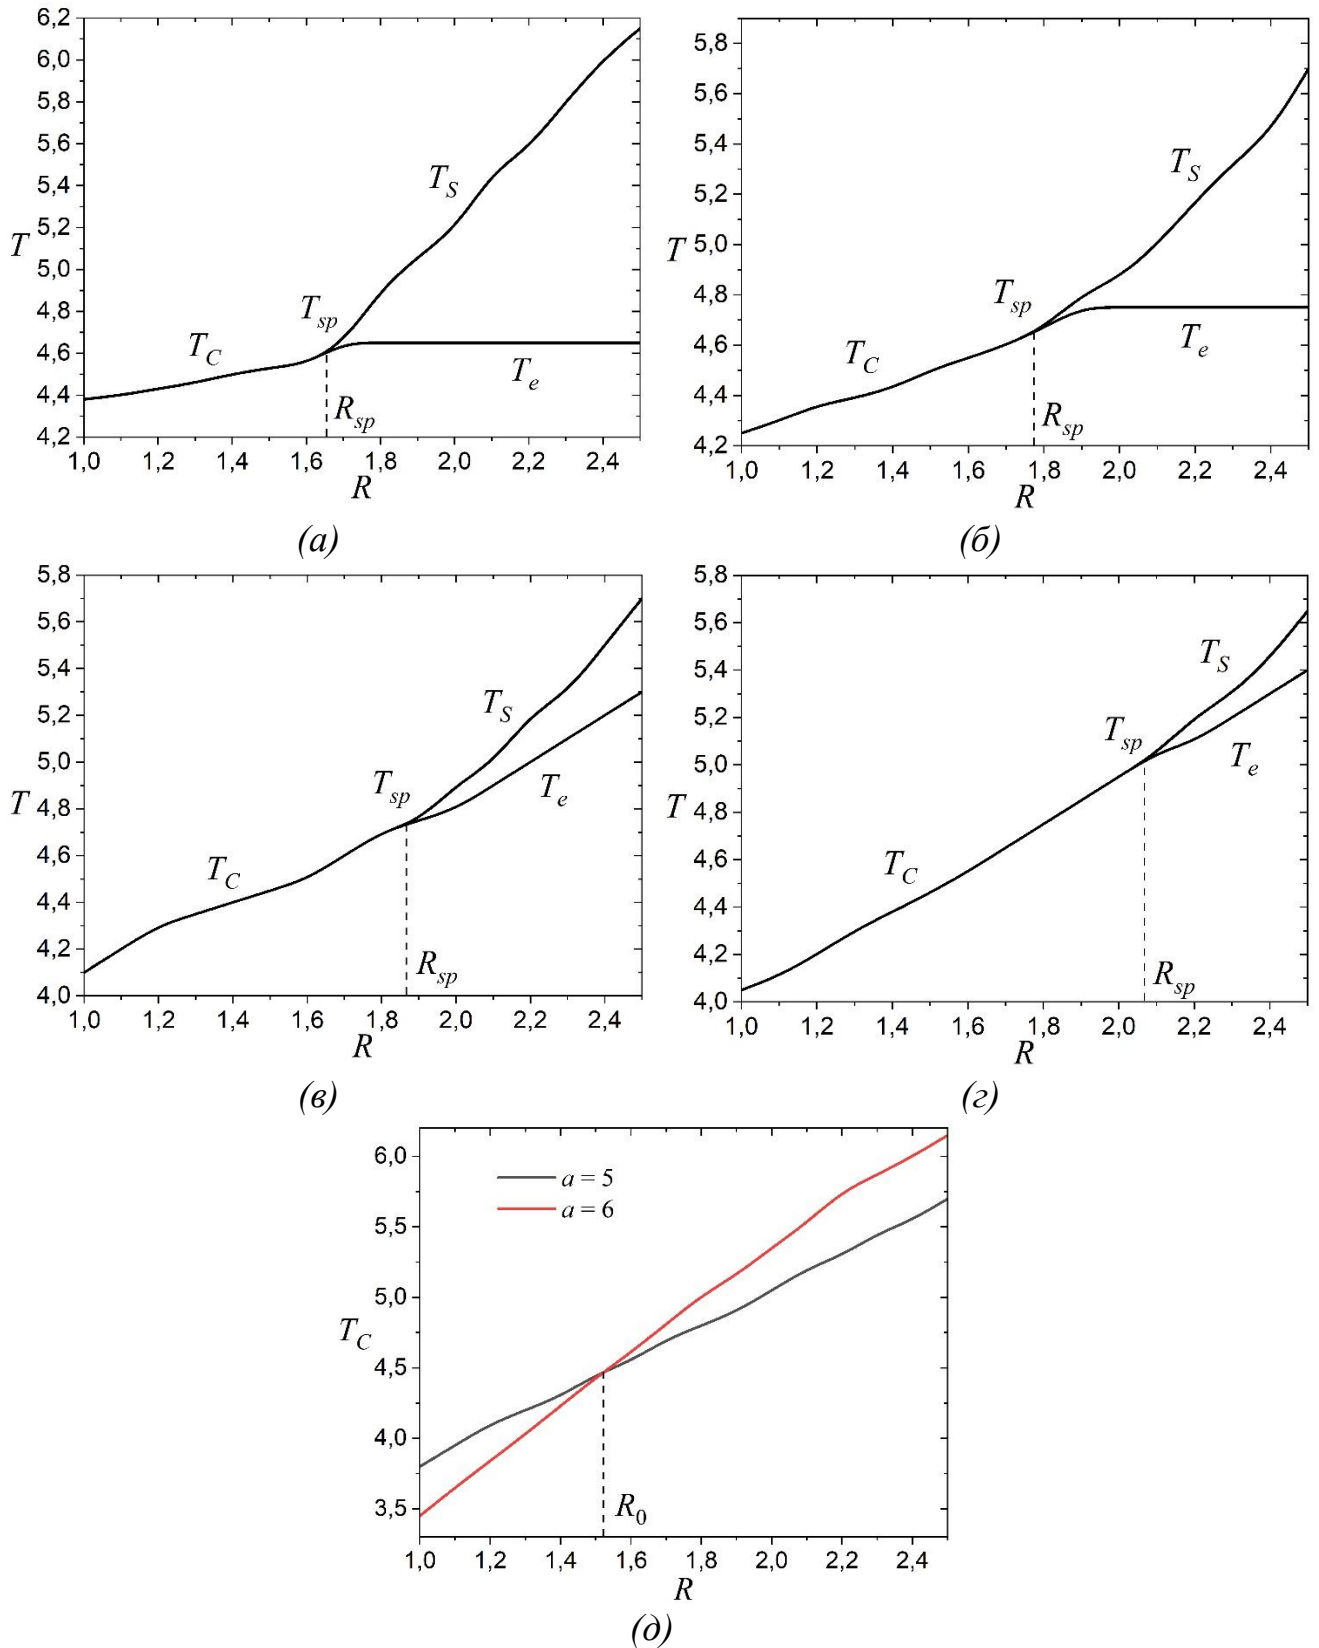 6,2
6,0
5,8
5,6
5,4
5,2
5,0
4,8
4,6
4,4
4,2
T
T_S
T_sp
T_C
T_e
R_sp
1,0 1,2 1,4 1,6 1,8 2,0 2,2 2,4
R
(а)
5,8
5,6
5,4
5,2
5,0
4,8
4,6
4,4
4,2
T
T_S
T_sp
T_C
T_e
R_sp
1,0 1,2 1,4 1,6 1,8 2,0 2,2 2,4
R
(б)
5,8
5,6
5,4
5,2
5,0
4,8
4,6
4,4
4,2
4,0
T
T_S
T_sp
T_e
T_C
R_sp
1,0 1,2 1,4 1,6 1,8 2,0 2,2 2,4
R
(в)
5,8
5,6
5,4
5,2
5,0
4,8
4,6
4,4
4,2
4,0
T
T_S
T_sp
T_e
T_C
R_sp
1,0 1,2 1,4 1,6 1,8 2,0 2,2 2,4
R
(г)
6,0
5,5
5,0
4,5
4,0
3,5
T_C
a = 5
a = 6
R_0
1,0 1,2 1,4 1,6 1,8 2,0 2,2 2,4
R
(д)